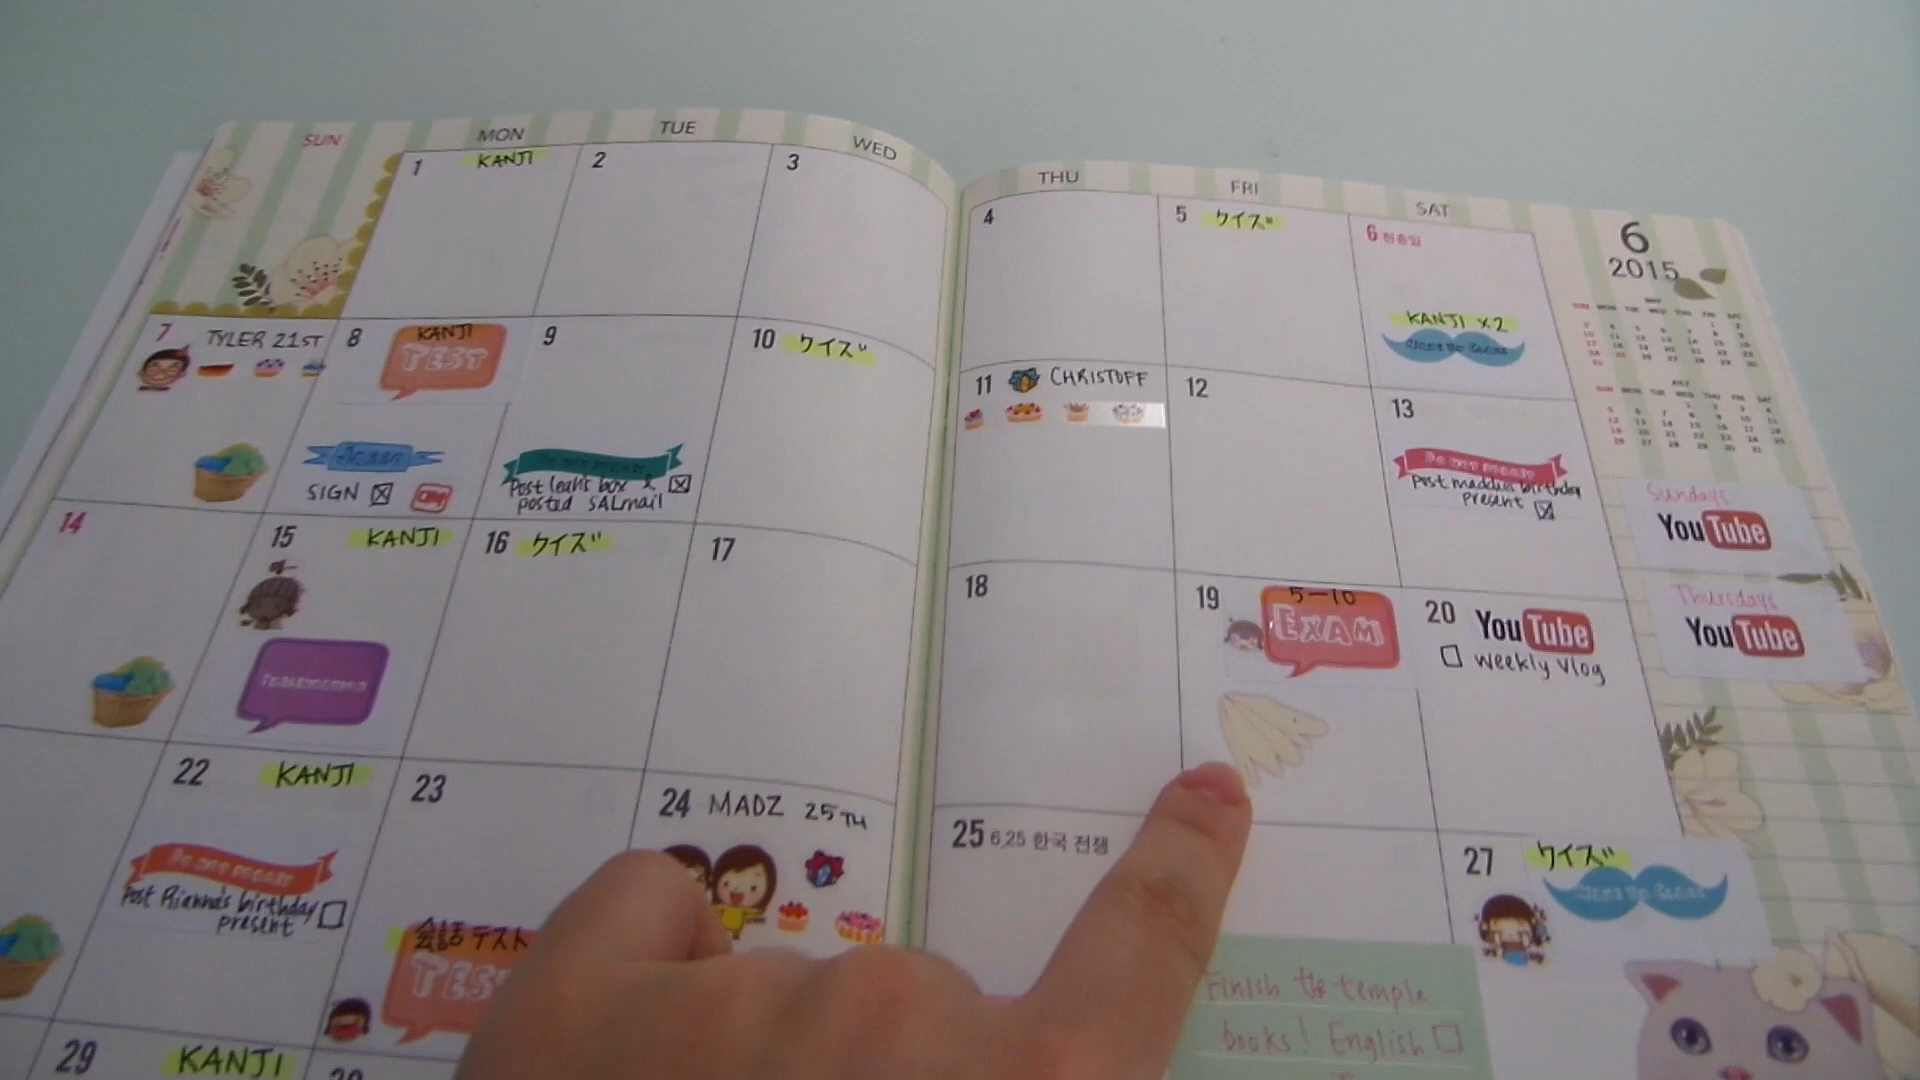 SUN MON TUE WED THU FRI SAT
6
2015
1 KANJI
2
3
4
5 クイズ
6 현충일
KANJI x2
7 TYLER 21ST
8 KANJI
TEST
SIGN
9
Post leah's box &
posted SALmail
10 クイズ
11 CHRISTOFF
12
13
Post maddie's birthday
present
14
15 KANJI
16 クイズ
17
18
19 5-10
EXAM
20 YouTube
weekly vlog
22 KANJI
Post Rianna's birthday
present
23
会話テスト
TEST
24 MADZ 25TH
25 6.25 한국 전쟁
27 クイズ
29 KANJI
Sundays
YouTube
Thursdays
YouTube
Finish the temple
books! English